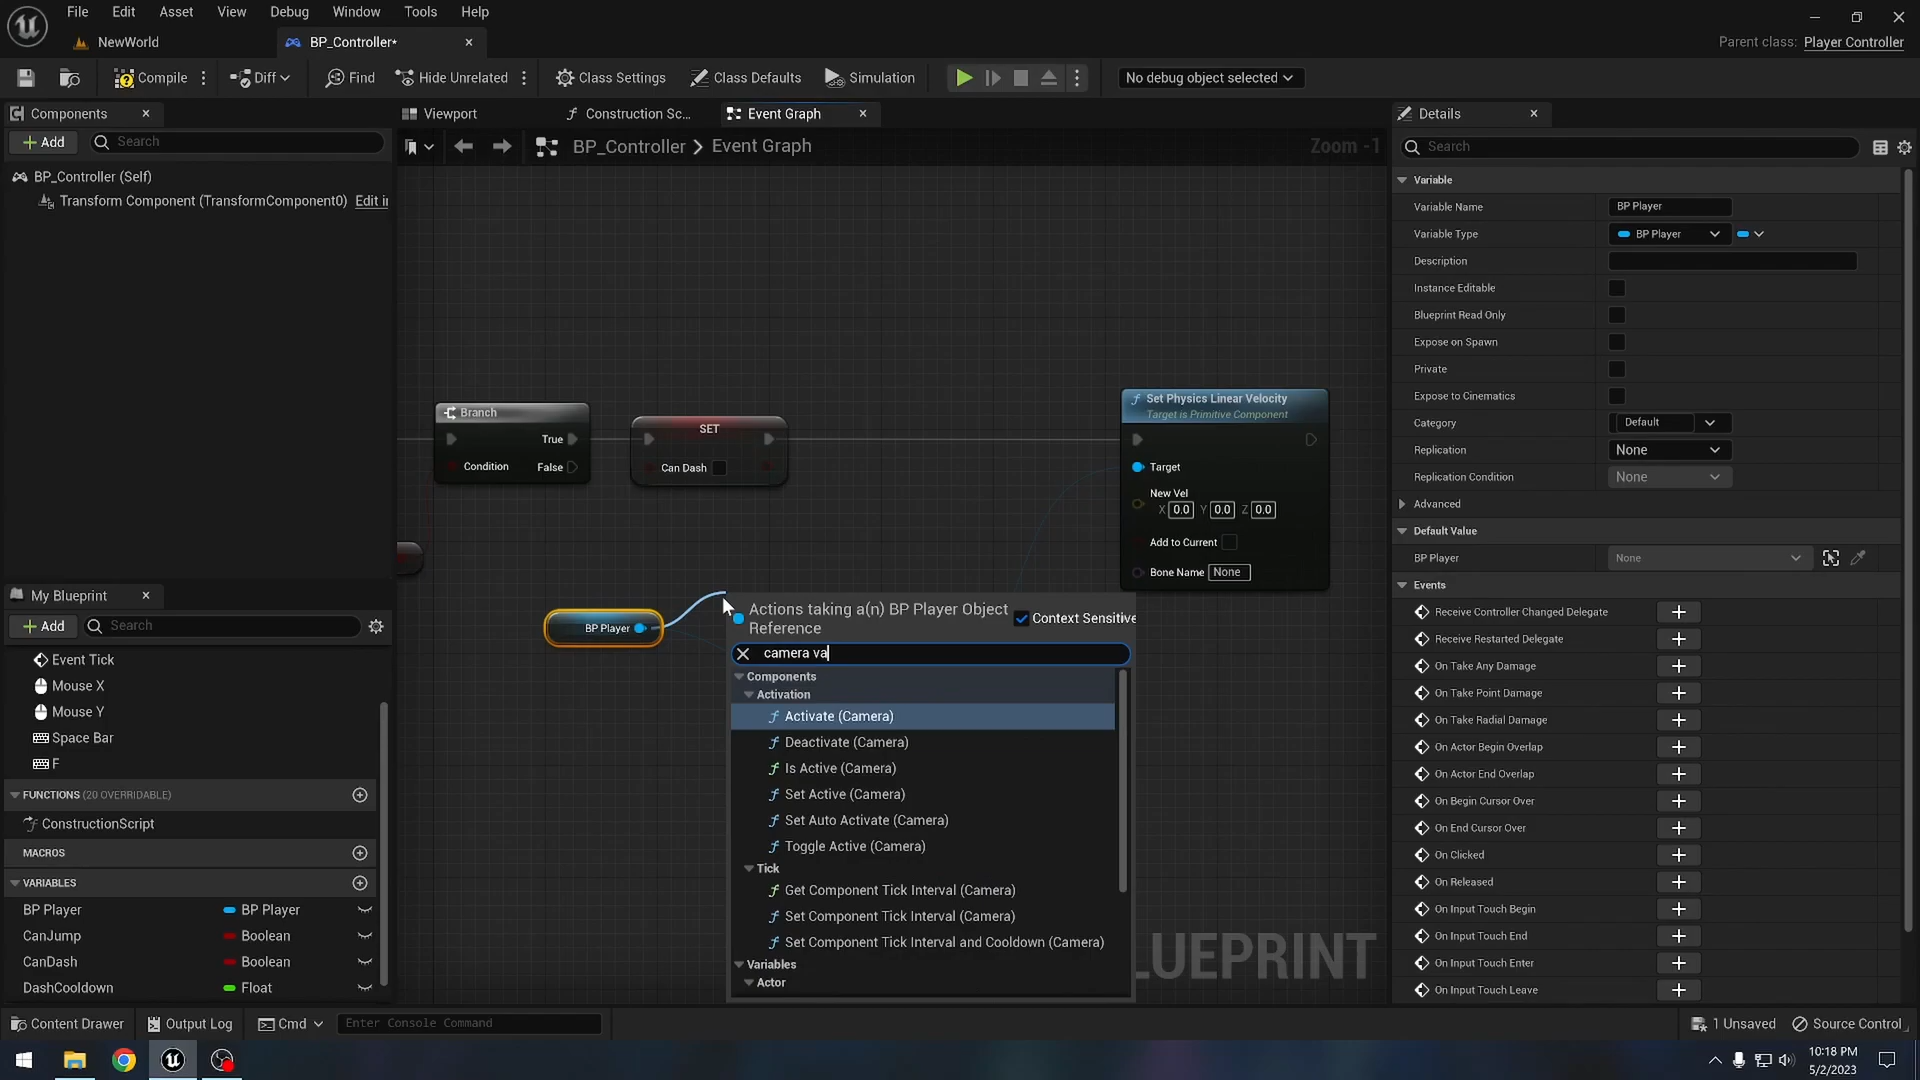 File Edit Asset View Debug Window Tools Help
NewWorld
BP_Controller*
Parent class: Player Controller
Compile
Diff
Find
Hide Unrelated
Class Settings
Class Defaults
Simulation
No debug object selected
Components
Add
Search
BP_Controller (Self)
Transform Component (TransformComponent0)
Edit in
Viewport
Construction Sc...
Event Graph
BP_Controller > Event Graph
Zoom -1
Branch
True
Condition
False
SET
Can Dash
Set Physics Linear Velocity
Target is Primitive Component
Target
New Vel
X 0.0 Y 0.0 Z 0.0
Add to Current
Bone Name None
BP Player
Actions taking a(n) BP Player Object
Reference
Context Sensitive
camera va
Components
Activation
Activate (Camera)
Deactivate (Camera)
Is Active (Camera)
Set Active (Camera)
Set Auto Activate (Camera)
Toggle Active (Camera)
Tick
Get Component Tick Interval (Camera)
Set Component Tick Interval (Camera)
Set Component Tick Interval and Cooldown (Camera)
Variables
Actor
LUEPRINT
My Blueprint
Add
Search
Event Tick
Mouse X
Mouse Y
Space Bar
F
FUNCTIONS (20 OVERRIDABLE)
ConstructionScript
MACROS
VARIABLES
BP Player BP Player
CanJump Boolean
CanDash Boolean
DashCooldown Float
Details
Search
Variable
Variable Name BP Player
Variable Type BP Player
Description
Instance Editable
Blueprint Read Only
Expose on Spawn
Private
Expose to Cinematics
Category Default
Replication None
Replication Condition None
Advanced
Default Value
BP Player None
Events
Receive Controller Changed Delegate
Receive Restarted Delegate
On Take Any Damage
On Take Point Damage
On Take Radial Damage
On Actor Begin Overlap
On Actor End Overlap
On Begin Cursor Over
On End Cursor Over
On Clicked
On Released
On Input Touch Begin
On Input Touch End
On Input Touch Enter
On Input Touch Leave
Content Drawer
Output Log
Cmd
Enter Console Command
1 Unsaved
Source Control
10:18 PM
5/2/2023